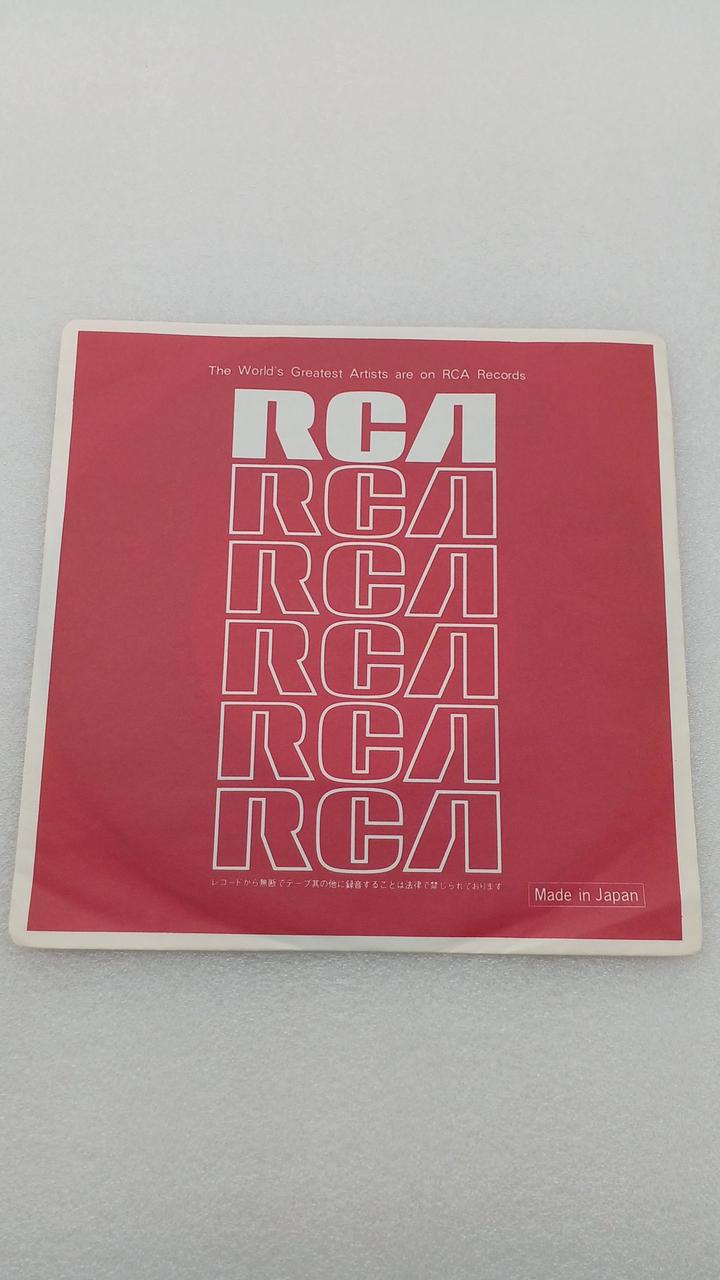 The World's Greatest Artists are on RCA Records
RCA
RCA
RCA
RCA
RCA
RCA
レコードから無断でテープ其の他に録音することは法律で禁じられております
Made in Japan